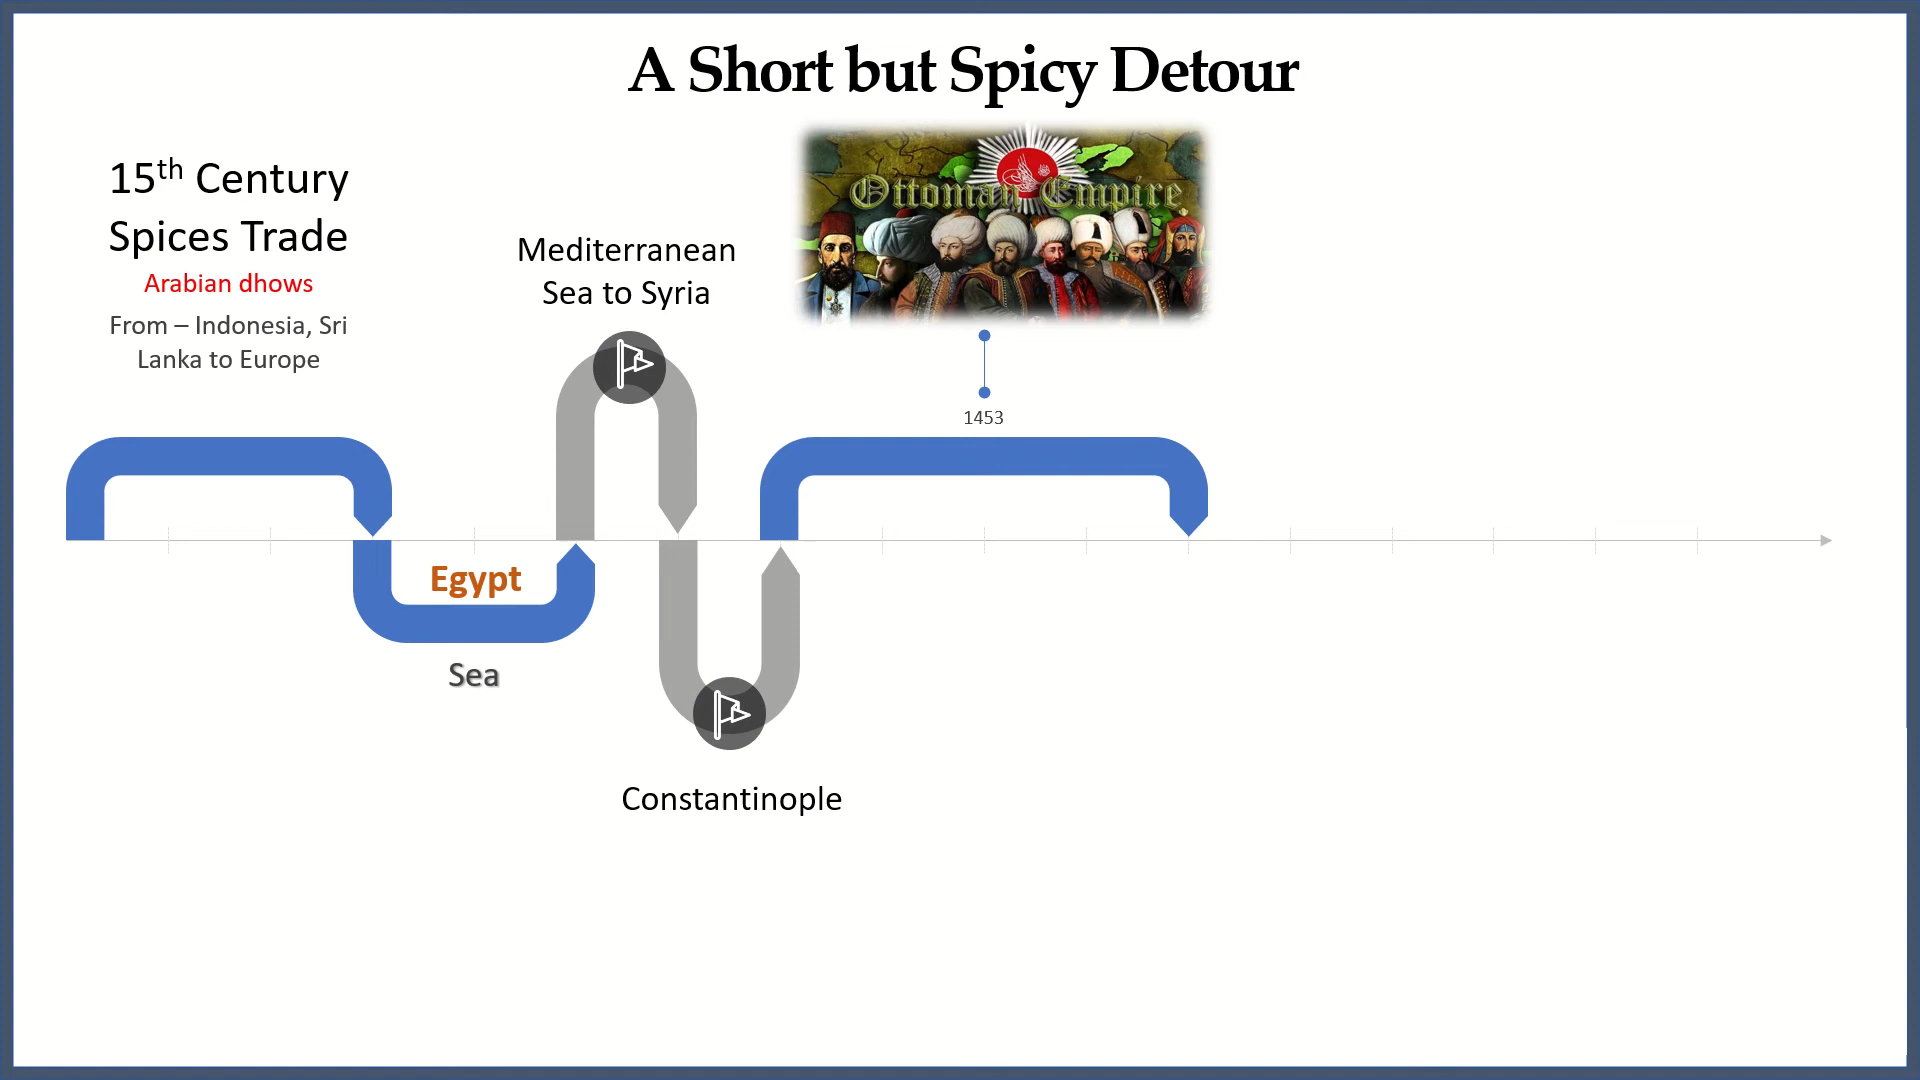 A Short but Spicy Detour
15th Century
Spices Trade
Arabian dhows
From – Indonesia, Sri
Lanka to Europe
Mediterranean
Sea to Syria
Ottoman Empire
1453
Egypt
Sea
Constantinople